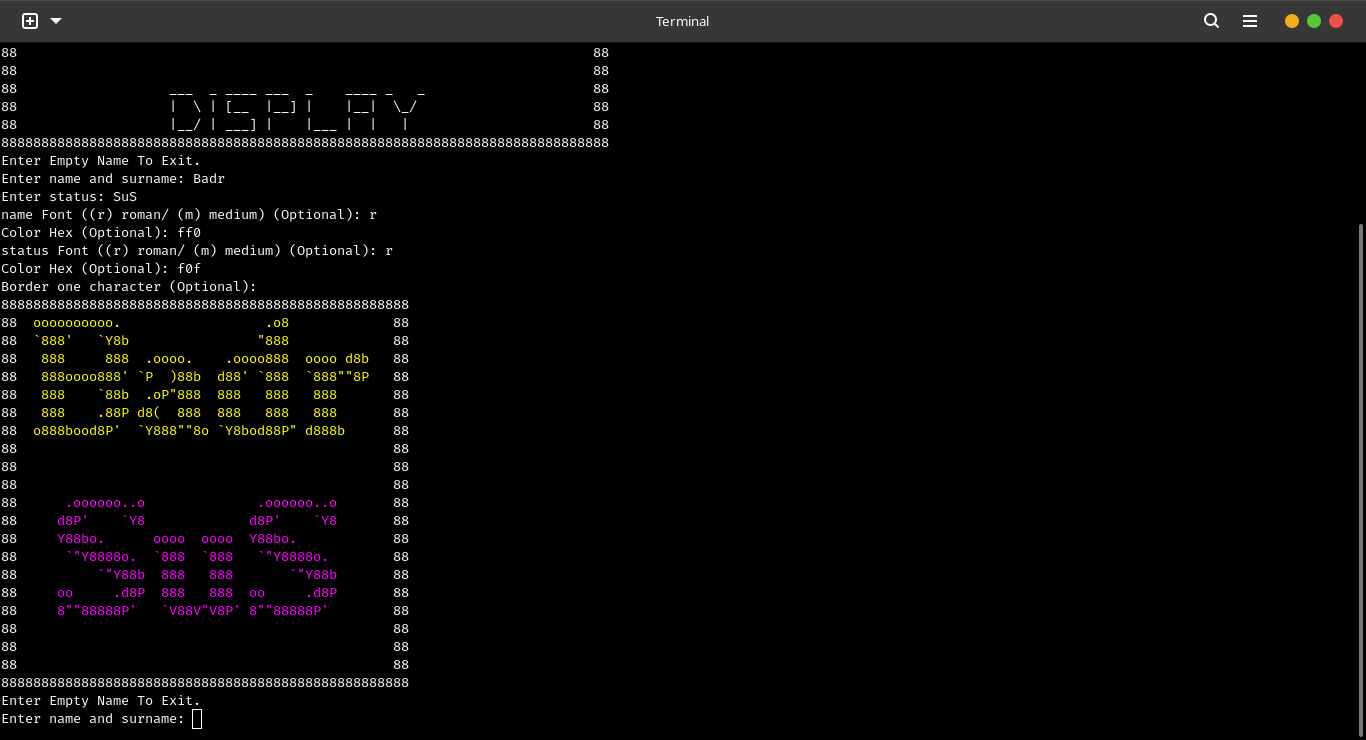 Terminal
88                                                                        88
88                                                                        88
88                   ___  _ ____ ___  _    ____ _   _                     88
88                   |  \ | [__  |__] |    |__|  \_/                      88
88                   |__/ | ___] |    |___ |  |   |                       88
8888888888888888888888888888888888888888888888888888888888888888888888888888
Enter Empty Name To Exit.
Enter name and surname: Badr
Enter status: SuS
name Font ((r) roman/ (m) medium) (Optional): r
Color Hex (Optional): ff0
status Font ((r) roman/ (m) medium) (Optional): r
Color Hex (Optional): f0f
Border one character (Optional):
888888888888888888888888888888888888888888888888888
88  oooooooooo.                  .o8             88
88  `888'   `Y8b                "888             88
88   888     888  .oooo.    .oooo888  oooo d8b   88
88   888oooo888' `P  )88b  d88' `888  `888""8P   88
88   888    `88b  .oP"888  888   888   888       88
88   888    .88P d8(  888  888   888   888       88
88  o888bood8P'  `Y888""8o `Y8bod88P" d888b      88
88                                               88
88                                               88
88                                               88
88      .oooooo..o              .oooooo..o       88
88     d8P'    `Y8             d8P'    `Y8       88
88     Y88bo.      oooo  oooo  Y88bo.            88
88      `"Y8888o.  `888  `888   `"Y8888o.        88
88          `"Y88b  888   888       `"Y88b       88
88     oo     .d8P  888   888  oo     .d8P       88
88     8""88888P'   `V88V"V8P' 8""88888P'        88
88                                               88
88                                               88
88                                               88
888888888888888888888888888888888888888888888888888
Enter Empty Name To Exit.
Enter name and surname: